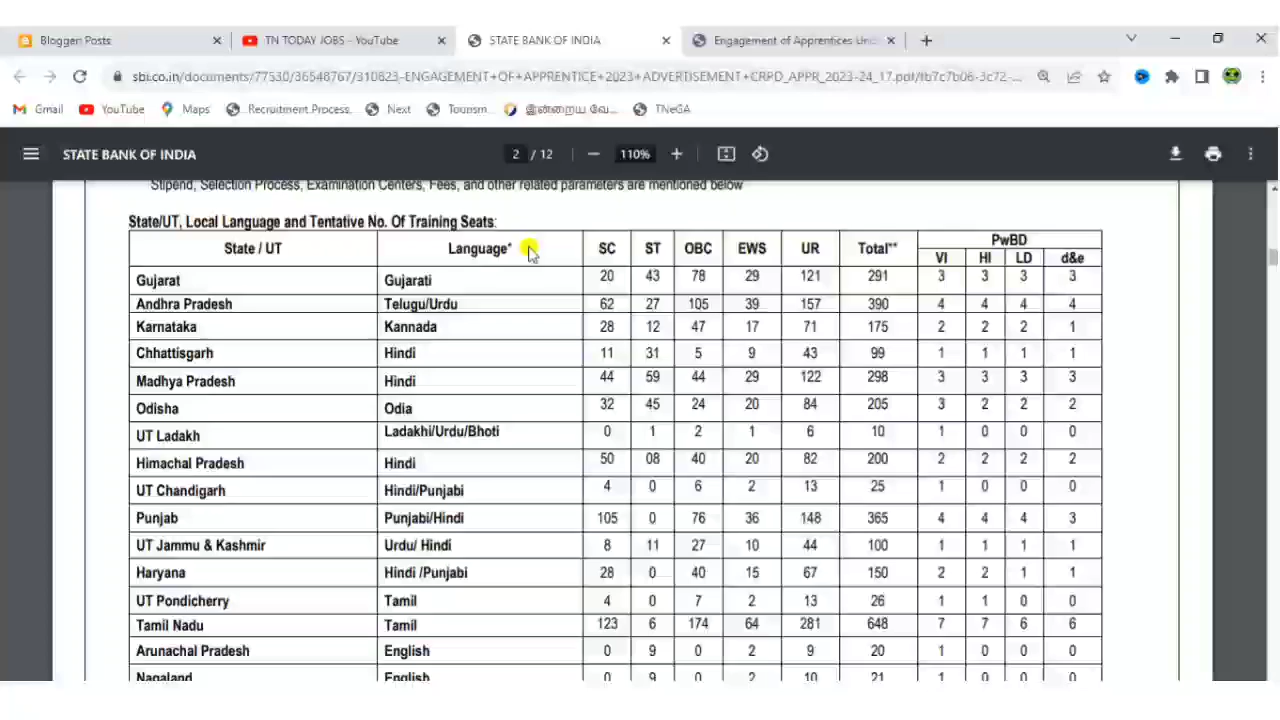 Blogger: Posts
TN TODAY JOBS - YouTube
STATE BANK OF INDIA
Engagement of Apprentices Und
sbi.co.in/documents/77530/36548767/310823-ENGAGEMENT+OF+APPRENTICE+2023+ADVERTISEMENT+CRPD_APPR_2023-24_17.pdf/fb7c7b06-3c72-...
Gmail YouTube Maps Recruitment Process, Next Tourism இன்றைய வே... TNeGA
STATE BANK OF INDIA 2 / 12 110%
Stipend, Selection Process, Examination Centers, Fees, and other related parameters are mentioned below
State/UT, Local Language and Tentative No. Of Training Seats:
State / UT Language* SC ST OBC EWS UR Total** PwBD
VI HI LD d&e
Gujarat Gujarati 20 43 78 29 121 291 3 3 3 3
Andhra Pradesh Telugu/Urdu 62 27 105 39 157 390 4 4 4 4
Karnataka Kannada 28 12 47 17 71 175 2 2 2 1
Chhattisgarh Hindi 11 31 5 9 43 99 1 1 1 1
Madhya Pradesh Hindi 44 59 44 29 122 298 3 3 3 3
Odisha Odia 32 45 24 20 84 205 3 2 2 2
UT Ladakh Ladakhi/Urdu/Bhoti 0 1 2 1 6 10 1 0 0 0
Himachal Pradesh Hindi 50 08 40 20 82 200 2 2 2 2
UT Chandigarh Hindi/Punjabi 4 0 6 2 13 25 1 0 0 0
Punjab Punjabi/Hindi 105 0 76 36 148 365 4 4 4 3
UT Jammu & Kashmir Urdu/ Hindi 8 11 27 10 44 100 1 1 1 1
Haryana Hindi /Punjabi 28 0 40 15 67 150 2 2 1 1
UT Pondicherry Tamil 4 0 7 2 13 26 1 1 0 0
Tamil Nadu Tamil 123 6 174 64 281 648 7 7 6 6
Arunachal Pradesh English 0 9 0 2 9 20 1 0 0 0
Nagaland English 0 9 0 2 10 21 1 0 0 0